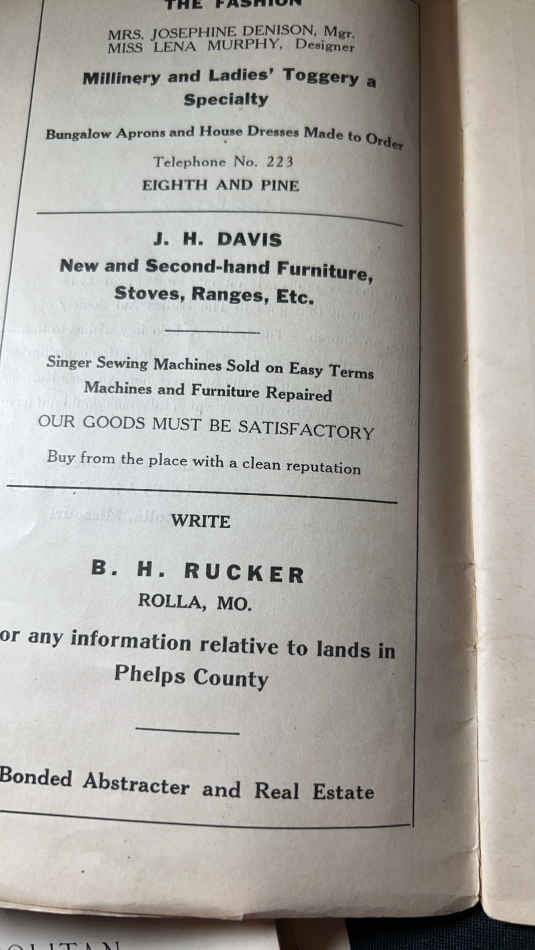 THE FASHION
MRS. JOSEPHINE DENISON, Mgr.
MISS LENA MURPHY, Designer
Millinery and Ladies' Toggery a
Specialty
Bungalow Aprons and House Dresses Made to Order
Telephone No. 223
EIGHTH AND PINE
J. H. DAVIS
New and Second-hand Furniture,
Stoves, Ranges, Etc.
Singer Sewing Machines Sold on Easy Terms
Machines and Furniture Repaired
OUR GOODS MUST BE SATISFACTORY
Buy from the place with a clean reputation
WRITE
B. H. RUCKER
ROLLA, MO.
or any information relative to lands in
Phelps County
Bonded Abstracter and Real Estate